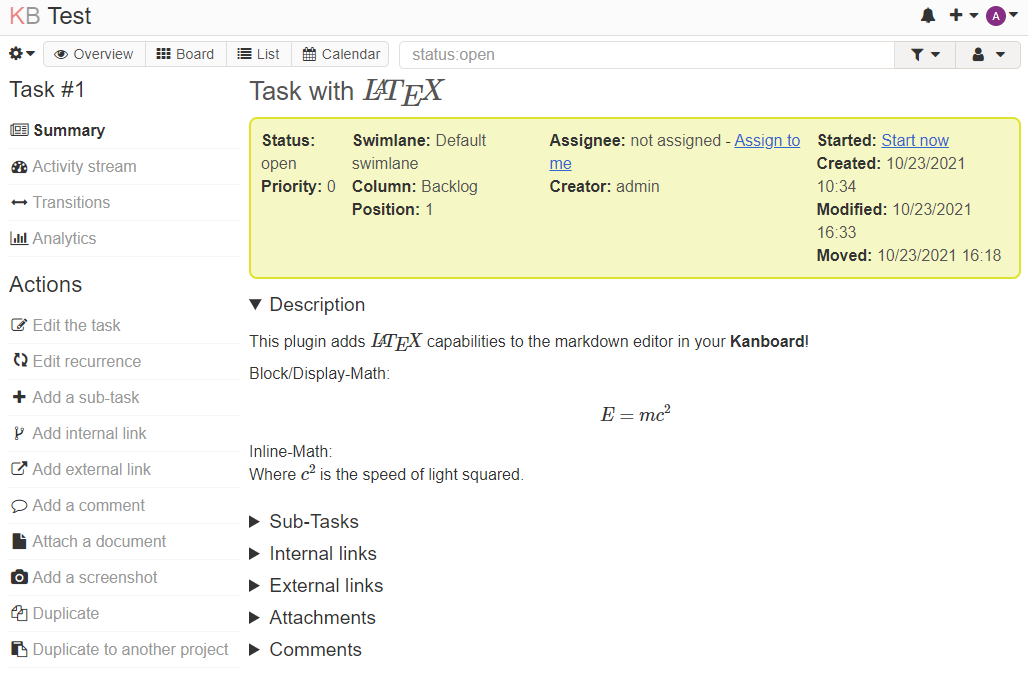 KB Test
A
Overview Board List Calendar status:open
Task #1
Summary
Activity stream
Transitions
Analytics
Actions
Edit the task
Edit recurrence
Add a sub-task
Add internal link
Add external link
Add a comment
Attach a document
Add a screenshot
Duplicate
Duplicate to another project
Task with LATEX
Status:
open
Priority: 0
Swimlane: Default
swimlane
Column: Backlog
Position: 1
Assignee: not assigned - Assign to
me
Creator: admin
Started: Start now
Created: 10/23/2021
10:34
Modified: 10/23/2021
16:33
Moved: 10/23/2021 16:18
Description
This plugin adds LATEX capabilities to the markdown editor in your Kanboard!
Block/Display-Math:
E = mc²
Inline-Math:
Where c² is the speed of light squared.
Sub-Tasks
Internal links
External links
Attachments
Comments